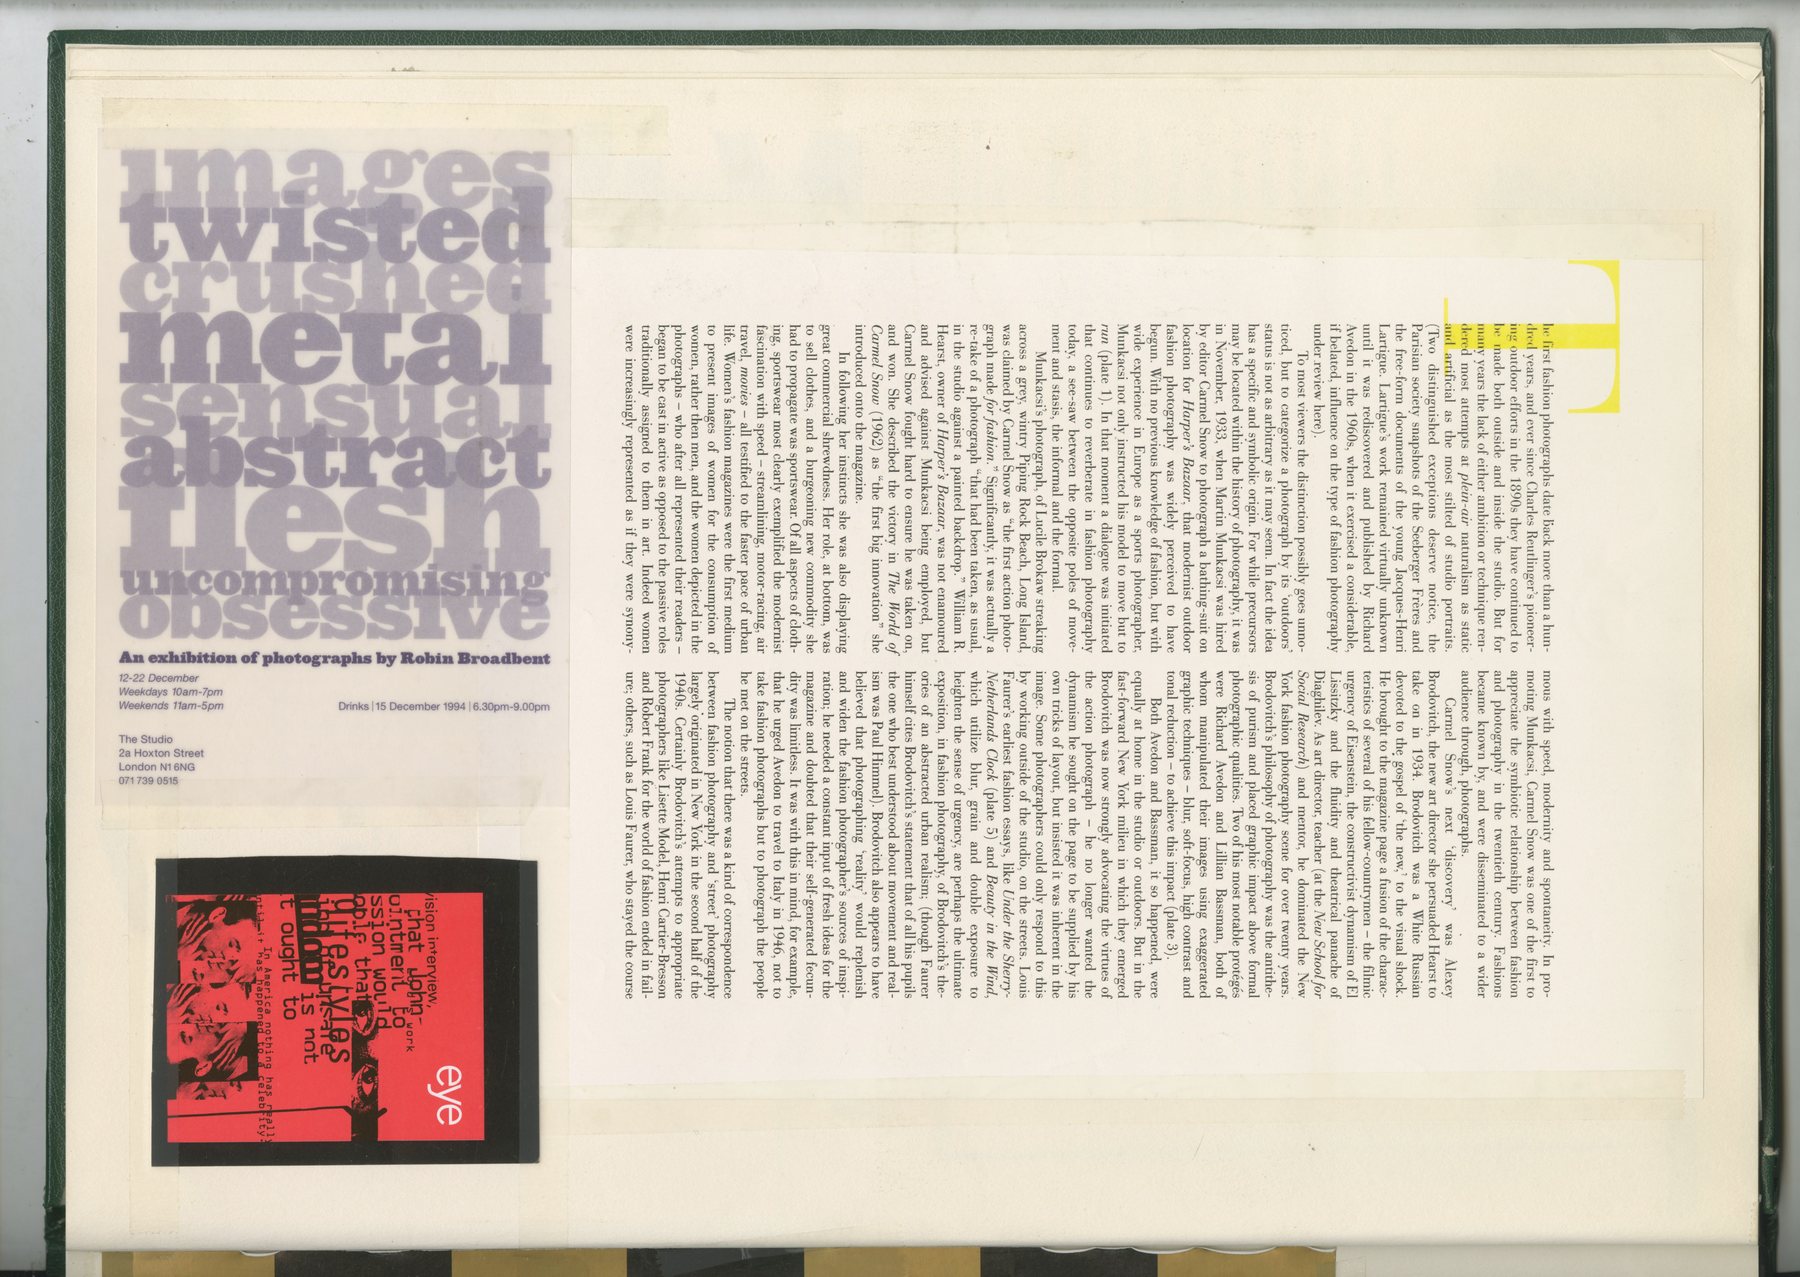 images
twisted
crushed
metal
sensual
abstract
flesh
uncompromising
obsessive
An exhibition of photographs by Robin Broadbent
12-22 December
Weekdays 10am-7pm
Weekends 11am-5pm
Drinks | 15 December 1994 | 6.30pm-9.00pm
The Studio
2a Hoxton Street
London N1 6NG
071 739 0515
T
he first fashion photographs date back more than a hun-
dred years, and ever since Charles Reutlinger's pioneer-
ing outdoor efforts in the 1890s they have continued to
be made both outside and inside the studio. But for
many years the lack of either ambition or technique ren-
dered most attempts at plein-air naturalism as static
and artificial as the most stilted of studio portraits.
(Two distinguished exceptions deserve notice, the
Parisian society snapshots of the Seeberger Frères and
the free-form documents of the young Jacques-Henri
Lartigue. Lartigue's work remained virtually unknown
until it was rediscovered and published by Richard
Avedon in the 1960s, when it exercised a considerable,
if belated, influence on the type of fashion photography
under review here).
To most viewers the distinction possibly goes unno-
ticed, but to categorize a photograph by its 'outdoors'
status is not as arbitrary as it may seem. In fact the idea
has a specific and symbolic origin. For while precursors
may be located within the history of photography, it was
in November, 1933, when Martin Munkacsi was hired
by editor Carmel Snow to photograph a bathing-suit on
location for Harper's Bazaar, that modernist outdoor
fashion photography was widely perceived to have
begun. With no previous knowledge of fashion, but with
wide experience in Europe as a sports photographer,
Munkacsi not only instructed his model to move but to
run (plate 1). In that moment a dialogue was initiated
that continues to reverberate in fashion photography
today, a see-saw between the opposite poles of move-
ment and stasis, the informal and the formal.
Munkacsi's photograph, of Lucile Brokaw streaking
across a grey, wintry Piping Rock Beach, Long Island,
was claimed by Carmel Snow as "the first action photo-
graph made for fashion." Significantly, it was actually a
re-take of a photograph "that had been taken, as usual,
in the studio against a painted backdrop." William R.
Hearst, owner of Harper's Bazaar, was not enamoured
and advised against Munkacsi being employed, but
Carmel Snow fought hard to ensure he was taken on,
and won. She described the victory in The World of
Carmel Snow (1962) as "the first big innovation" she
introduced onto the magazine.
In following her instincts she was also displaying
great commercial shrewdness. Her role, at bottom, was
to sell clothes, and a burgeoning new commodity she
had to propagate was sportswear. Of all aspects of cloth-
ing, sportswear most clearly exemplified the modernist
fascination with speed – streamlining, motor-racing, air
travel, movies – all testified to the faster pace of urban
life. Women's fashion magazines were the first medium
to present images of women for the consumption of
women, rather then men, and the women depicted in the
photographs – who after all represented their readers –
began to be cast in active as opposed to the passive roles
traditionally assigned to them in art. Indeed women
were increasingly represented as if they were synony-
mous with speed, modernity and spontaneity. In pro-
moting Munkacsi, Carmel Snow was one of the first to
appreciate the symbiotic relationship between fashion
and photography in the twentieth century. Fashions
became known by, and were disseminated to a wider
audience through, photographs.
Carmel Snow's next 'discovery' was Alexey
Brodovitch, the new art director she persuaded Hearst to
take on in 1934. Brodovitch was a White Russian
devoted to the gospel of 'the new,' to the visual shock.
He brought to the magazine page a fusion of the charac-
teristics of several of his fellow-countrymen – the filmic
urgency of Eisenstein, the constructivist dynamism of El
Lissitzky and the fluidity and theatrical panache of
Diaghilev. As art director, teacher (at the New School for
Social Research) and mentor, he dominated the New
York fashion photography scene for over twenty years.
Brodovitch's philosophy of photography was the antithe-
sis of purism and placed graphic impact above formal
photographic qualities. Two of his most notable protégés
were Richard Avedon and Lillian Bassman, both of
whom manipulated their images using exaggerated
graphic techniques – blur, soft-focus, high contrast and
tonal reduction – to achieve this impact (plate 3).
Both Avedon and Bassman, it so happened, were
equally at home in the studio or outdoors. But in the
fast-forward New York milieu in which they emerged
Brodovitch was now strongly advocating the virtues of
the action photograph – he no longer wanted the
dynamism he sought on the page to be supplied by his
own tricks of layout, but insisted it was inherent in the
image. Some photographers could only respond to this
by working outside of the studio, on the streets. Louis
Faurer's earliest fashion essays, like Under the Sherry-
Netherlands Clock (plate 5) and Beauty in the Wind,
which utilize blur, grain and double exposure to
heighten the sense of urgency, are perhaps the ultimate
exposition, in fashion photography, of Brodovitch's the-
ories of an abstracted urban realism; (though Faurer
himself cites Brodovitch's statement that of all his pupils
the one who best understood about movement and real-
ism was Paul Himmel). Brodovitch also appears to have
believed that photographing 'reality' would replenish
and widen the fashion photographer's sources of inspi-
ration; he needed a constant input of fresh ideas for the
magazine and doubted that their self-generated fecun-
dity was limitless. It was with this in mind, for example,
that he urged Avedon to travel to Italy in 1946, not to
take fashion photographs but to photograph the people
he met on the streets.
The notion that there was a kind of correspondence
between fashion photography and 'street' photography
largely originated in New York in the second half of the
1940s. Certainly Brodovitch's attempts to appropriate
photographers like Lisette Model, Henri Cartier-Bresson
and Robert Frank for the world of fashion ended in fail-
ure; others, such as Louis Faurer, who stayed the course
eye
vision interview,
that John-
work
ointment to
ssion would
that
lifestyles
is not
t ought to
In America nothing has really
has happened to a celebrity.